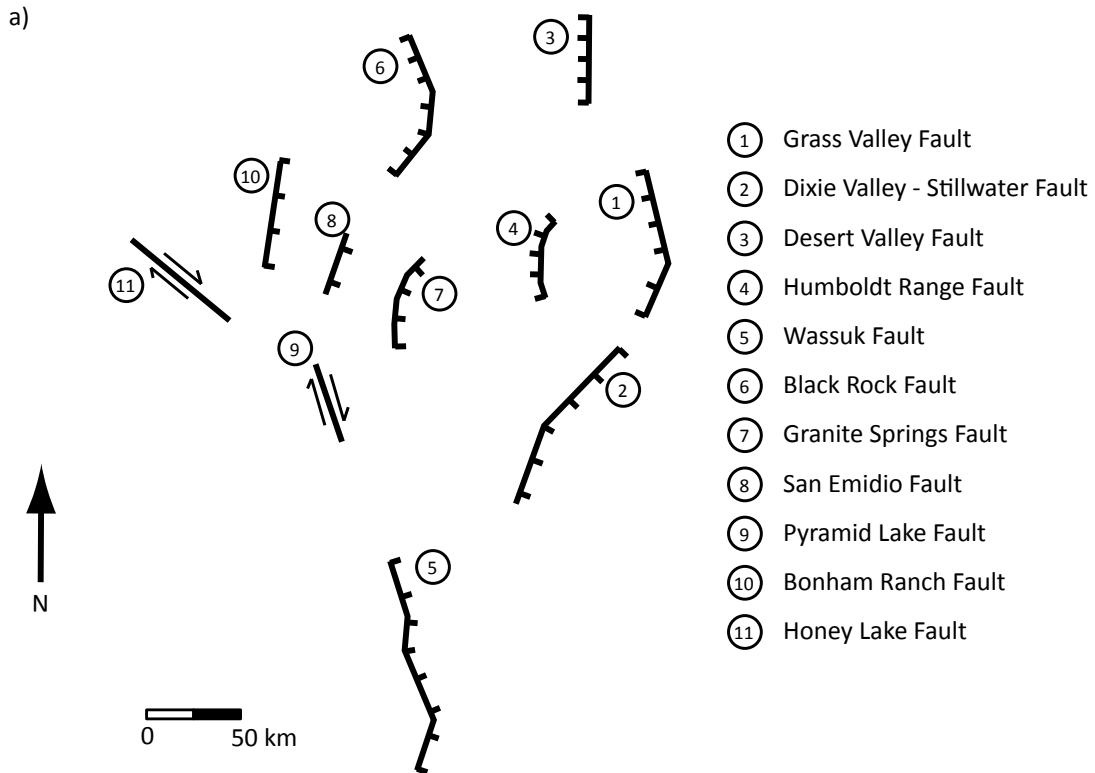 a)
3
6
10
8
1
4
11
7
9
2
N
5
0 50 km
1 Grass Valley Fault
2 Dixie Valley - Stillwater Fault
3 Desert Valley Fault
4 Humboldt Range Fault
5 Wassuk Fault
6 Black Rock Fault
7 Granite Springs Fault
8 San Emidio Fault
9 Pyramid Lake Fault
10 Bonham Ranch Fault
11 Honey Lake Fault